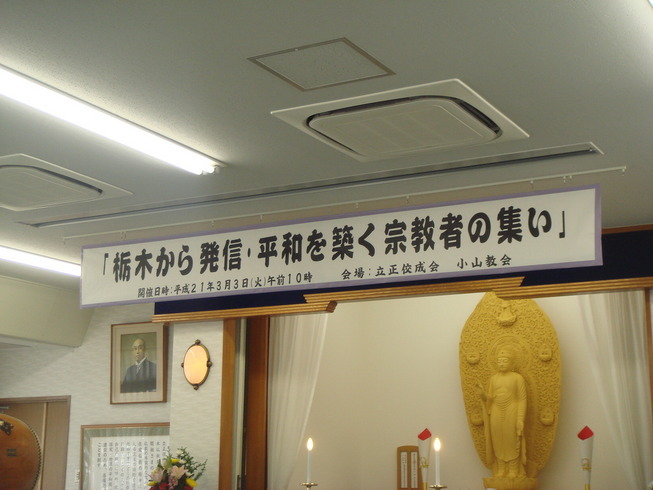 「栃木から発信・平和を築く宗教者の集い」
開催日時：平成21年3月3日(火)午前10時　会場：立正佼成会　小山教会